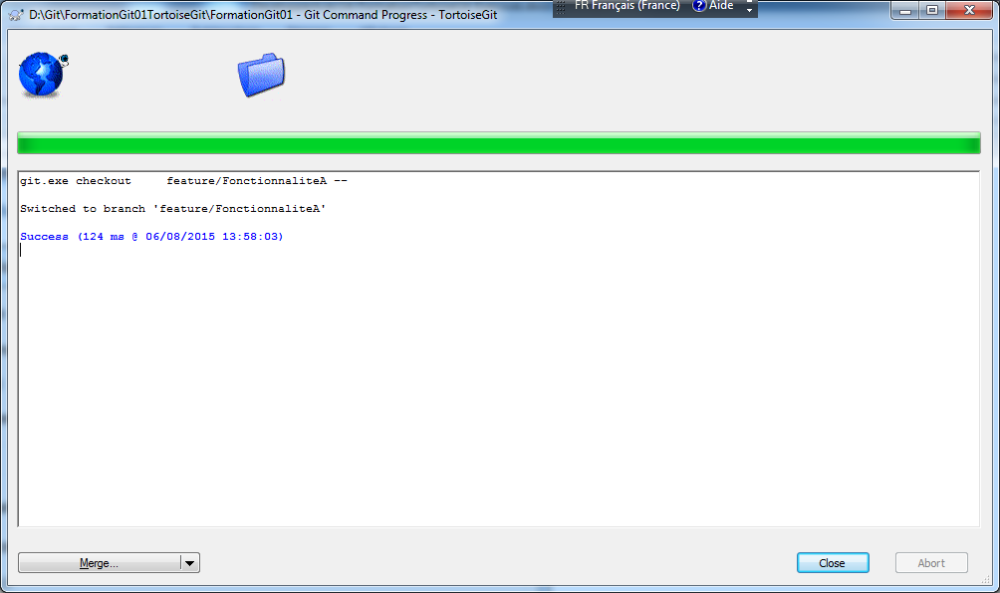 D:\Git\FormationGit01TortoiseGit\FormationGit01 - Git Command Progress - TortoiseGit
FR Français (France) ? Aide
git.exe checkout     feature/FonctionnaliteA --
Switched to branch 'feature/FonctionnaliteA'
Success (124 ms @ 06/08/2015 13:58:03)
Merge... Close Abort